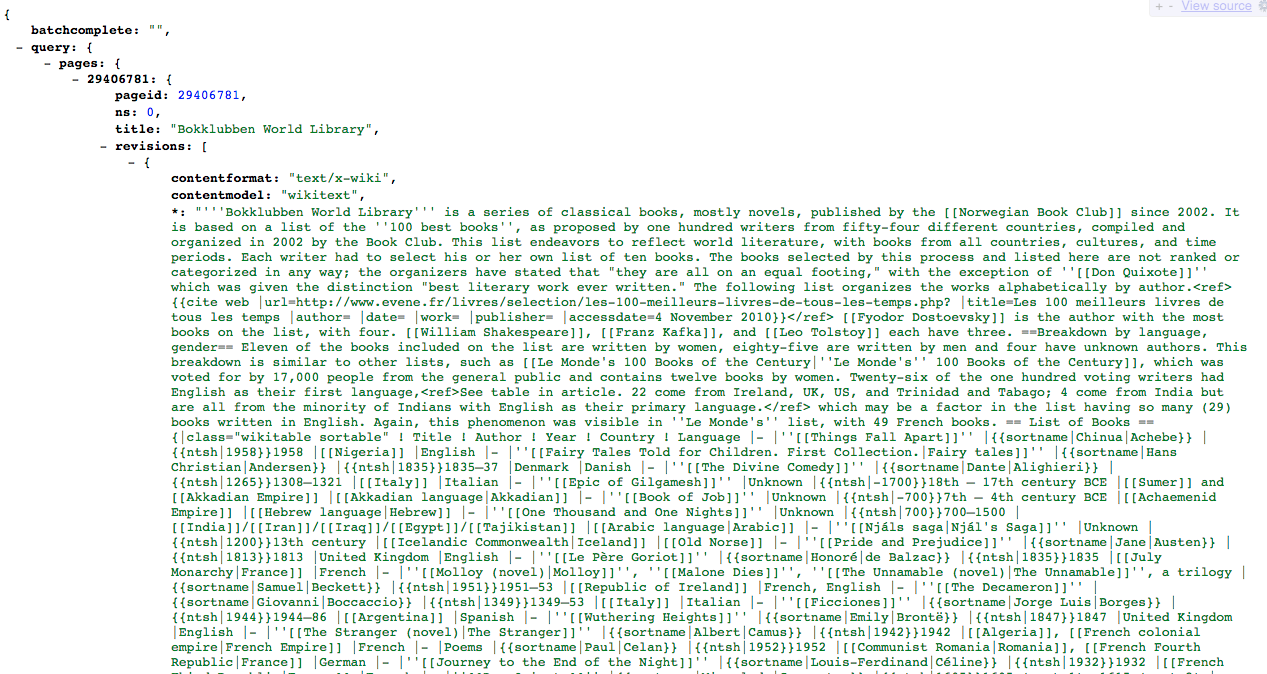 + - View source
{
batchcomplete: "",
- query: {
- pages: {
- 29406781: {
pageid: 29406781,
ns: 0,
title: "Bokklubben World Library",
- revisions: [
- {
contentformat: "text/x-wiki",
contentmodel: "wikitext",
*: "'''Bokklubben World Library''' is a series of classical books, mostly novels, published by the [[Norwegian Book Club]] since 2002. It
is based on a list of the ''100 best books'', as proposed by one hundred writers from fifty-four different countries, compiled and
organized in 2002 by the Book Club. This list endeavors to reflect world literature, with books from all countries, cultures, and time
periods. Each writer had to select his or her own list of ten books. The books selected by this process and listed here are not ranked or
categorized in any way; the organizers have stated that "they are all on an equal footing," with the exception of ''[[Don Quixote]]''
which was given the distinction "best literary work ever written." The following list organizes the works alphabetically by author.<ref>
{{cite web |url=http://www.evene.fr/livres/selection/les-100-meilleurs-livres-de-tous-les-temps.php? |title=Les 100 meilleurs livres de
tous les temps |author= |date= |work= |publisher= |accessdate=4 November 2010}}</ref> [[Fyodor Dostoevsky]] is the author with the most
books on the list, with four. [[William Shakespeare]], [[Franz Kafka]], and [[Leo Tolstoy]] each have three. ==Breakdown by language,
gender== Eleven of the books included on the list are written by women, eighty-five are written by men and four have unknown authors. This
breakdown is similar to other lists, such as [[Le Monde's 100 Books of the Century|''Le Monde's'' 100 Books of the Century]], which was
voted for by 17,000 people from the general public and contains twelve books by women. Twenty-six of the one hundred voting writers had
English as their first language,<ref>See table in article. 22 come from Ireland, UK, US, and Trinidad and Tabago; 4 come from India but
are all from the minority of Indians with English as their primary language.</ref> which may be a factor in the list having so many (29)
books written in English. Again, this phenomenon was visible in ''Le Monde's'' list, with 49 French books. == List of Books ==
{|class="wikitable sortable" ! Title ! Author ! Year ! Country ! Language |- |''[[Things Fall Apart]]'' |{{sortname|Chinua|Achebe}} |
{{ntsh|1958}}1958 |[[Nigeria]] |English |- |''[[Fairy Tales Told for Children. First Collection.|Fairy tales]]'' |{{sortname|Hans
Christian|Andersen}} |{{ntsh|1835}}1835–37 |Denmark |Danish |- |''[[The Divine Comedy]]'' |{{sortname|Dante|Alighieri}} |
{{ntsh|1265}}1308–1321 |[[Italy]] |Italian |- |''[[Epic of Gilgamesh]]'' |Unknown |{{ntsh|-1700}}18th – 17th century BCE |[[Sumer]] and
[[Akkadian Empire]] |[[Akkadian language|Akkadian]] |- |''[[Book of Job]]'' |Unknown |{{ntsh|-700}}7th – 4th century BCE |[[Achaemenid
Empire]] |[[Hebrew language|Hebrew]] |- |''[[One Thousand and One Nights]]'' |Unknown |{{ntsh|700}}700–1500 |
[[India]]/[[Iran]]/[[Iraq]]/[[Egypt]]/[[Tajikistan]] |[[Arabic language|Arabic]] |- |''[[Njáls saga|Njál's Saga]]'' |Unknown |
{{ntsh|1200}}13th century |[[Icelandic Commonwealth|Iceland]] |[[Old Norse]] |- |''[[Pride and Prejudice]]'' |{{sortname|Jane|Austen}} |
{{ntsh|1813}}1813 |United Kingdom |English |- |''[[Le Père Goriot]]'' |{{sortname|Honoré|de Balzac}} |{{ntsh|1835}}1835 |[[July
Monarchy|France]] |French |- |''[[Molloy (novel)|Molloy]]'', ''[[Malone Dies]]'', ''[[The Unnamable (novel)|The Unnamable]]'', a trilogy |
{{sortname|Samuel|Beckett}} |{{ntsh|1951}}1951–53 |[[Republic of Ireland]] |French, English |- |''[[The Decameron]]'' |
{{sortname|Giovanni|Boccaccio}} |{{ntsh|1349}}1349–53 |[[Italy]] |Italian |- |''[[Ficciones]]'' |{{sortname|Jorge Luis|Borges}} |
{{ntsh|1944}}1944–86 |[[Argentina]] |Spanish |- |''[[Wuthering Heights]]'' |{{sortname|Emily|Brontë}} |{{ntsh|1847}}1847 |United Kingdom
|English |- |''[[The Stranger (novel)|The Stranger]]'' |{{sortname|Albert|Camus}} |{{ntsh|1942}}1942 |[[Algeria]], [[French colonial
empire|French Empire]] |French |- |Poems |{{sortname|Paul|Celan}} |{{ntsh|1952}}1952 |[[Communist Romania|Romania]], [[French Fourth
Republic|France]] |German |- |''[[Journey to the End of the Night]]'' |{{sortname|Louis-Ferdinand|Céline}} |{{ntsh|1932}}1932 |[[French